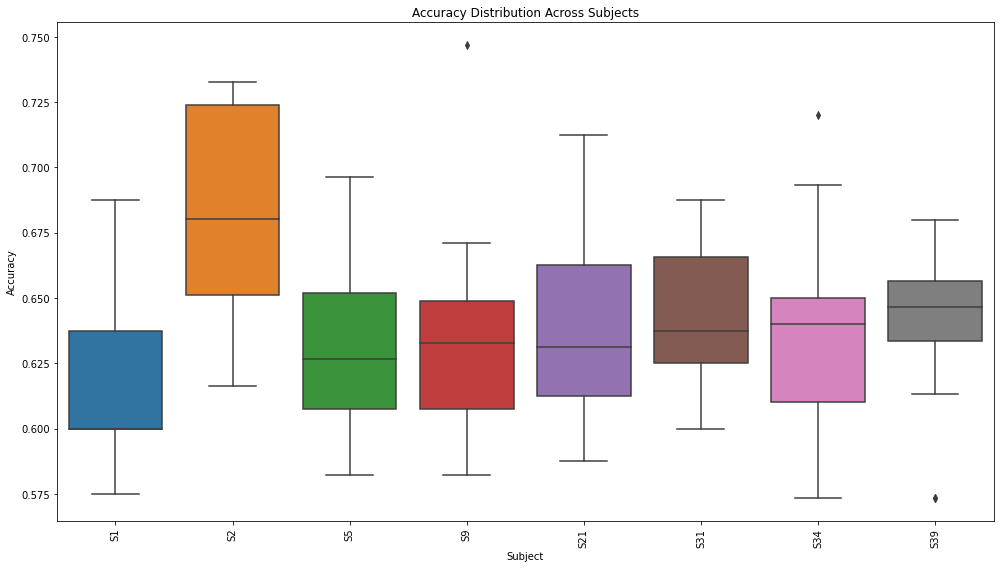 Accuracy Distribution Across Subjects
0.750
0.725
0.700
0.675
0.650
0.625
0.600
0.575
Accuracy
S1
S2
S5
S9
S21
S31
S34
S39
Subject